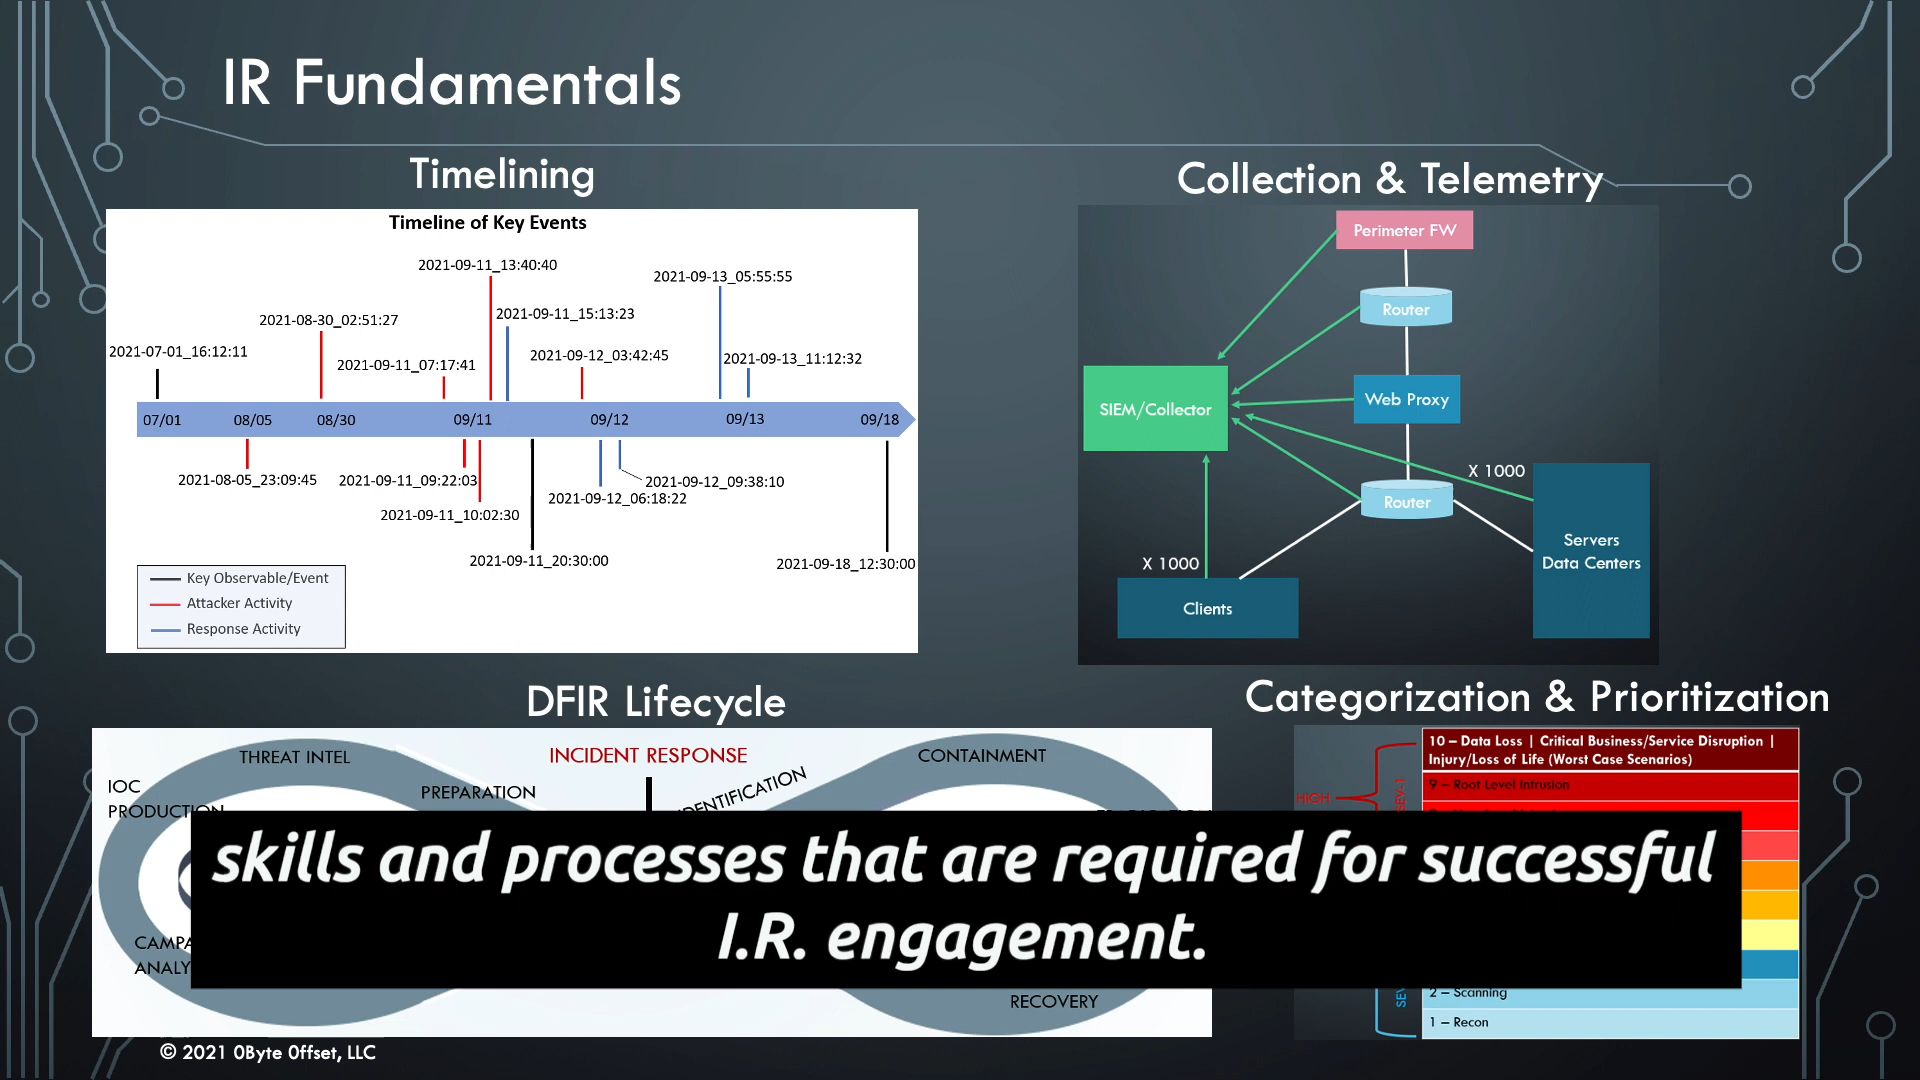 IR Fundamentals
Timelining
Timeline of Key Events
2021-09-11_13:40:40
2021-09-13_05:55:55
2021-08-30_02:51:27
2021-09-11_15:13:23
2021-07-01_16:12:11
2021-09-11_07:17:41
2021-09-12_03:42:45
2021-09-13_11:12:32
07/01 08/05 08/30 09/11 09/12 09/13 09/18
2021-08-05_23:09:45
2021-09-11_09:22:03
2021-09-12_09:38:10
2021-09-12_06:18:22
2021-09-11_10:02:30
2021-09-11_20:30:00
2021-09-18_12:30:00
Key Observable/Event
Attacker Activity
Response Activity
Collection & Telemetry
Perimeter FW
Router
SIEM/Collector
Web Proxy
X 1000
Router
Servers
Data Centers
X 1000
Clients
DFIR Lifecycle
THREAT INTEL
INCIDENT RESPONSE
CONTAINMENT
IOC
PRODUCTION
PREPARATION
IDENTIFICATION
RECOVERY
Categorization & Prioritization
10 – Data Loss | Critical Business/Service Disruption |
Injury/Loss of Life (Worst Case Scenarios)
HIGH
SEV-1
9 – Root Level Intrusion
2 – Scanning
1 – Recon
skills and processes that are required for successful
I.R. engagement.
© 2021 0Byte 0ffset, LLC